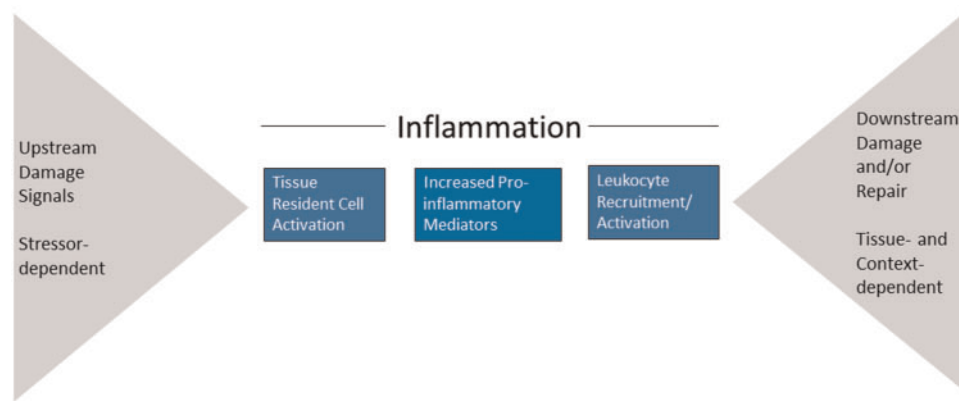 Upstream
Damage
Signals
Stressor-
dependent
Inflammation
Tissue
Resident Cell
Activation
Increased Pro-
inflammatory
Mediators
Leukocyte
Recruitment/
Activation
Downstream
Damage
and/or
Repair
Tissue- and
Context-
dependent